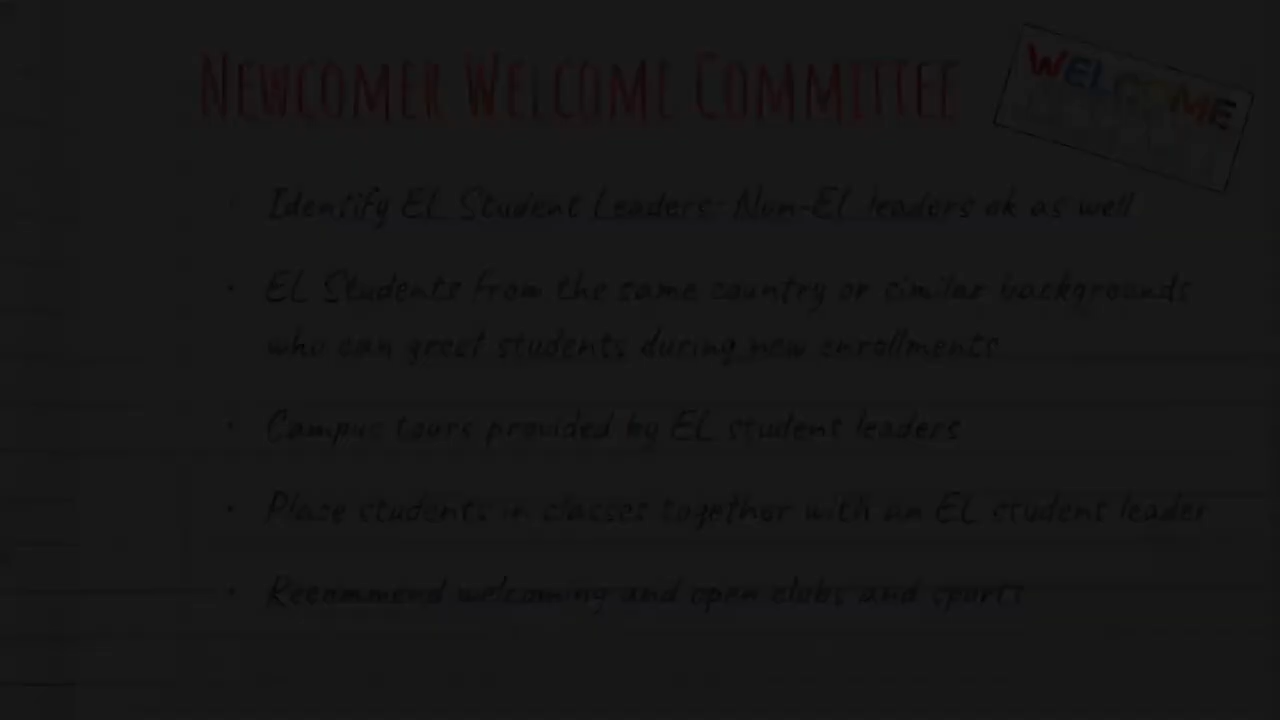 Newcomer Welcome Committee
WELCOME
• Identify EL Student Leaders: Non-EL leaders ok as well
• EL Students from the same country or similar backgrounds
who can greet students during new enrollments
• Campus tours provided by EL student leaders
• Place students in classes together with an EL student leader
• Recommend welcoming and open clubs and sports